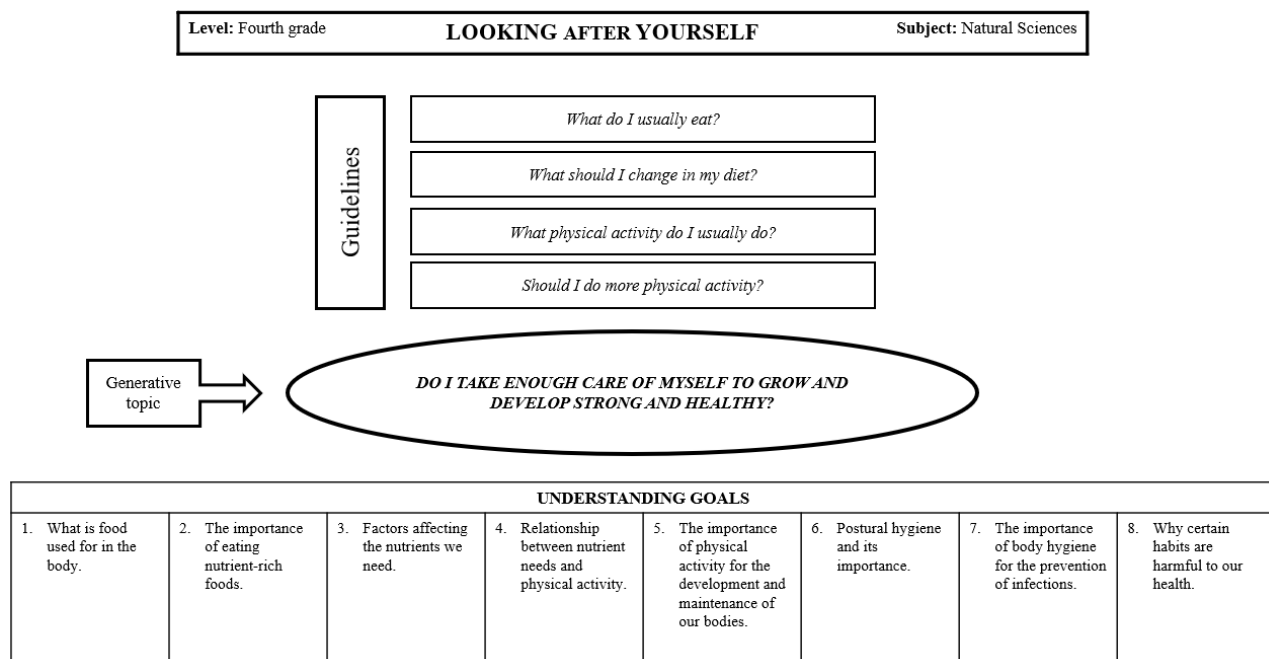 Level: Fourth grade
LOOKING AFTER YOURSELF
Subject: Natural Sciences
Guidelines
What do I usually eat?
What should I change in my diet?
What physical activity do I usually do?
Should I do more physical activity?
Generative
topic
DO I TAKE ENOUGH CARE OF MYSELF TO GROW AND
DEVELOP STRONG AND HEALTHY?
UNDERSTANDING GOALS
1. What is food
used for in the
body.
2. The importance
of eating
nutrient-rich
foods.
3. Factors affecting
the nutrients we
need.
4. Relationship
between nutrient
needs and
physical activity.
5. The importance
of physical
activity for the
development and
maintenance of
our bodies.
6. Postural hygiene
and its
importance.
7. The importance
of body hygiene
for the prevention
of infections.
8. Why certain
habits are
harmful to our
health.